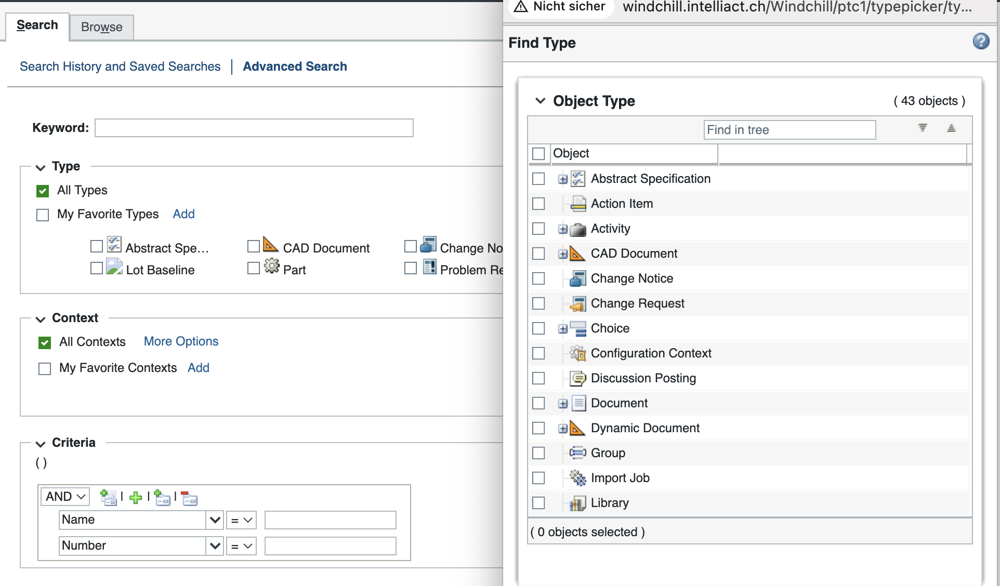 Search
Browse
Search History and Saved Searches | Advanced Search
Keyword:
Type
All Types
My Favorite Types Add
Abstract Spe... CAD Document Change No
Lot Baseline Part Problem Re
Context
All Contexts More Options
My Favorite Contexts Add
Criteria
( )
AND
Name =
Number =
Nicht sicher windchill.intelliact.ch/Windchill/ptc1/typepicker/ty...
Find Type
Object Type ( 43 objects )
Find in tree
Object
Abstract Specification
Action Item
Activity
CAD Document
Change Notice
Change Request
Choice
Configuration Context
Discussion Posting
Document
Dynamic Document
Group
Import Job
Library
( 0 objects selected )